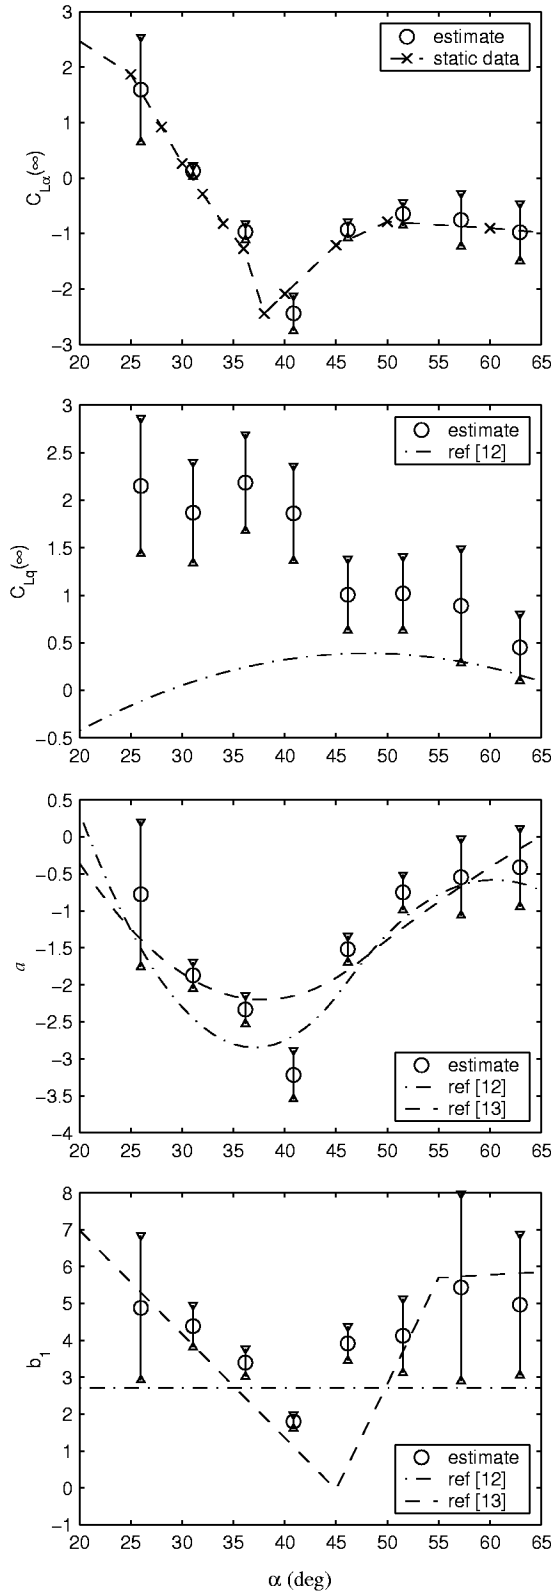 3
2
1
0
−1
−2
−3
C_Lα(∞)
estimate
static data
20 25 30 35 40 45 50 55 60 65
3
2.5
2
1.5
1
0.5
0
−0.5
C_Lq(∞)
estimate
ref [12]
20 25 30 35 40 45 50 55 60 65
0.5
0
−0.5
−1
−1.5
−2
−2.5
−3
−3.5
−4
a
estimate
ref [12]
ref [13]
20 25 30 35 40 45 50 55 60 65
8
7
6
5
4
3
2
1
0
−1
b_1
estimate
ref [12]
ref [13]
20 25 30 35 40 45 50 55 60 65
α (deg)